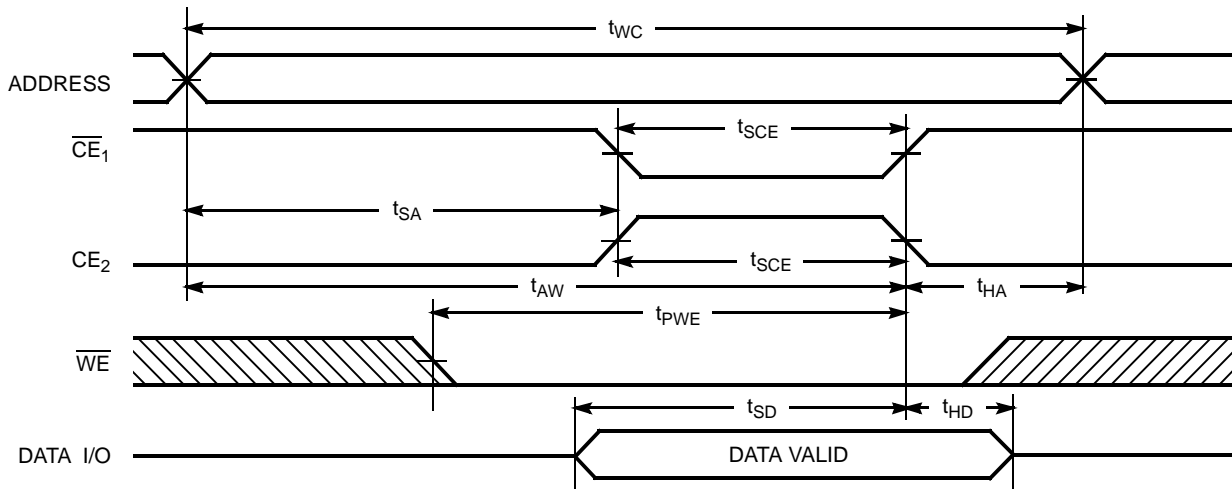 tWC
ADDRESS
tSCE
CE1
tSA
CE2
tSCE
tAW
tHA
tPWE
WE
tSD
tHD
DATA I/O
DATA VALID